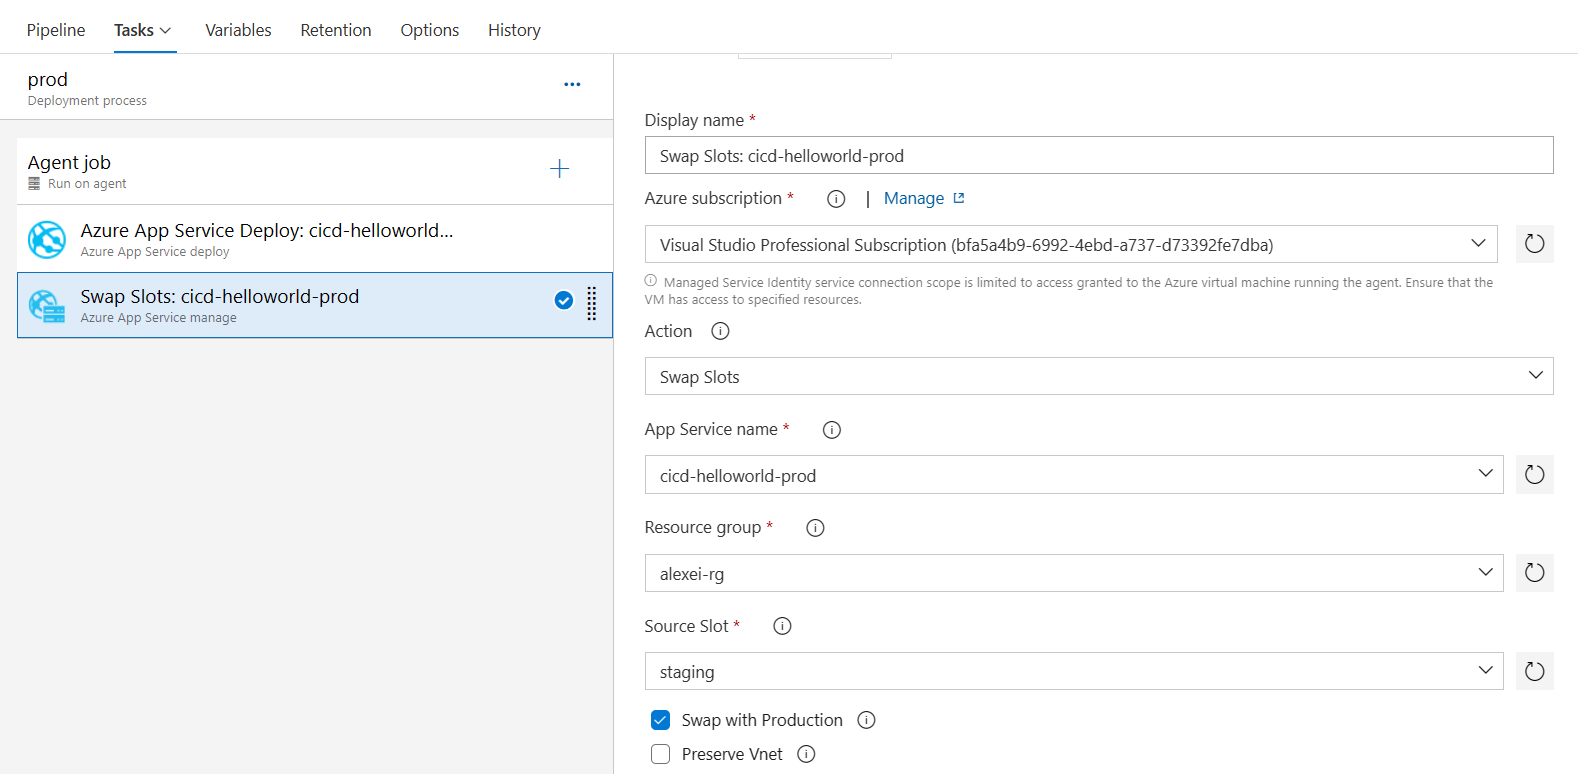 Pipeline Tasks Variables Retention Options History
prod
Deployment process
Agent job
Run on agent
Azure App Service Deploy: cicd-helloworld...
Azure App Service deploy
Swap Slots: cicd-helloworld-prod
Azure App Service manage
Display name *
Swap Slots: cicd-helloworld-prod
Azure subscription * | Manage
Visual Studio Professional Subscription (bfa5a4b9-6992-4ebd-a737-d73392fe7dba)
Managed Service Identity service connection scope is limited to access granted to the Azure virtual machine running the agent. Ensure that the
VM has access to specified resources.
Action
Swap Slots
App Service name *
cicd-helloworld-prod
Resource group *
alexei-rg
Source Slot *
staging
Swap with Production
Preserve Vnet